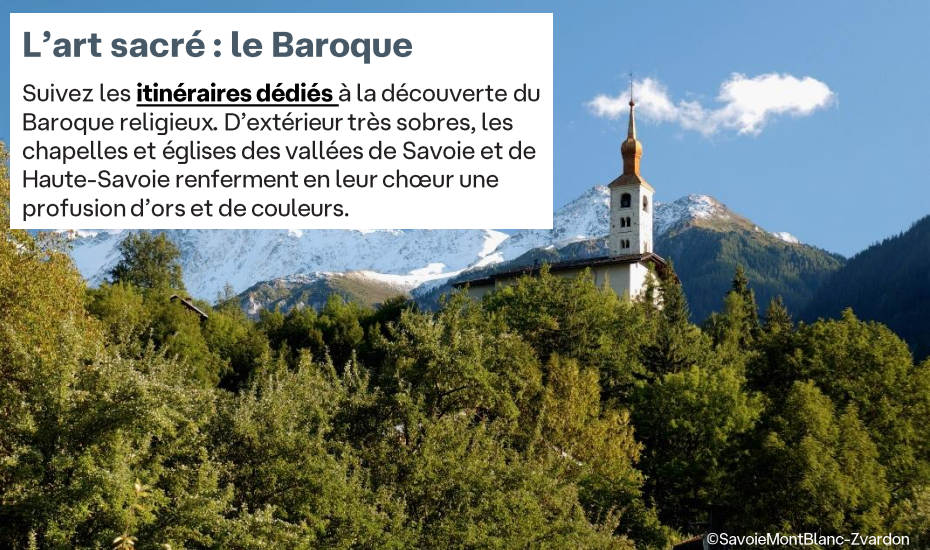 L’art sacré : le Baroque
Suivez les itinéraires dédiés à la découverte du
Baroque religieux. D’extérieur très sobres, les
chapelles et églises des vallées de Savoie et de
Haute-Savoie renferment en leur chœur une
profusion d’ors et de couleurs.
©SavoieMontBlanc-Zvardon